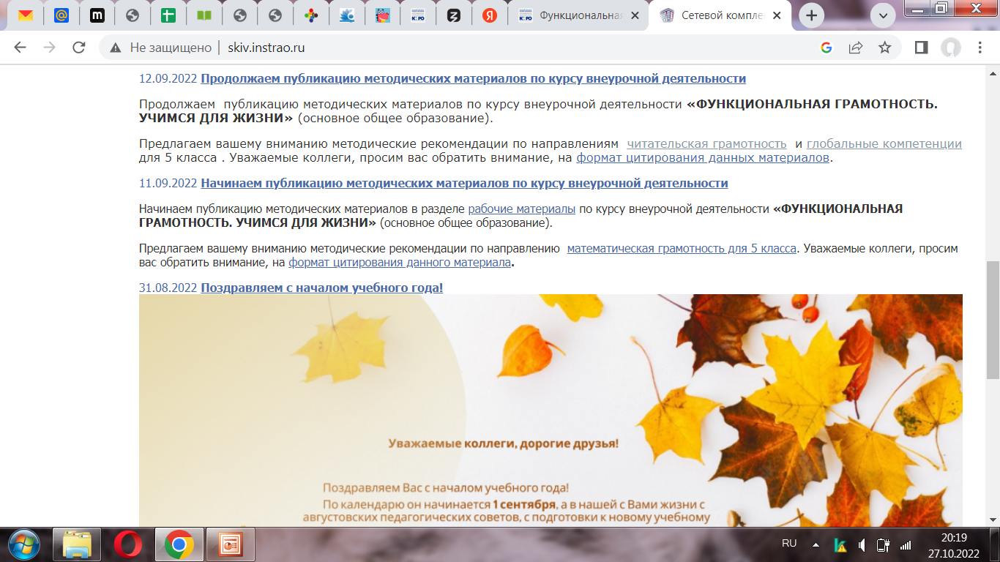 Функциональная
Сетевой компле
Не защищено
skiv.instrao.ru
12.09.2022 Продолжаем публикацию методических материалов по курсу внеурочной деятельности
Продолжаем публикацию методических материалов по курсу внеурочной деятельности «ФУНКЦИОНАЛЬНАЯ ГРАМОТНОСТЬ.
УЧИМСЯ ДЛЯ ЖИЗНИ» (основное общее образование).
Предлагаем вашему вниманию методические рекомендации по направлениям читательская грамотность и глобальные компетенции
для 5 класса . Уважаемые коллеги, просим вас обратить внимание, на формат цитирования данных материалов.
11.09.2022 Начинаем публикацию методических материалов по курсу внеурочной деятельности
Начинаем публикацию методических материалов в разделе рабочие материалы по курсу внеурочной деятельности «ФУНКЦИОНАЛЬНАЯ
ГРАМОТНОСТЬ. УЧИМСЯ ДЛЯ ЖИЗНИ» (основное общее образование).
Предлагаем вашему вниманию методические рекомендации по направлению математическая грамотность для 5 класса. Уважаемые коллеги, просим
вас обратить внимание, на формат цитирования данного материала.
31.08.2022 Поздравляем с началом учебного года!
Уважаемые коллеги, дорогие друзья!
Поздравляем Вас с началом учебного года!
По календарю он начинается 1 сентября, а в нашей с Вами жизни с
августовских педагогических советов, с подготовки к новому учебному
RU
20:19
27.10.2022